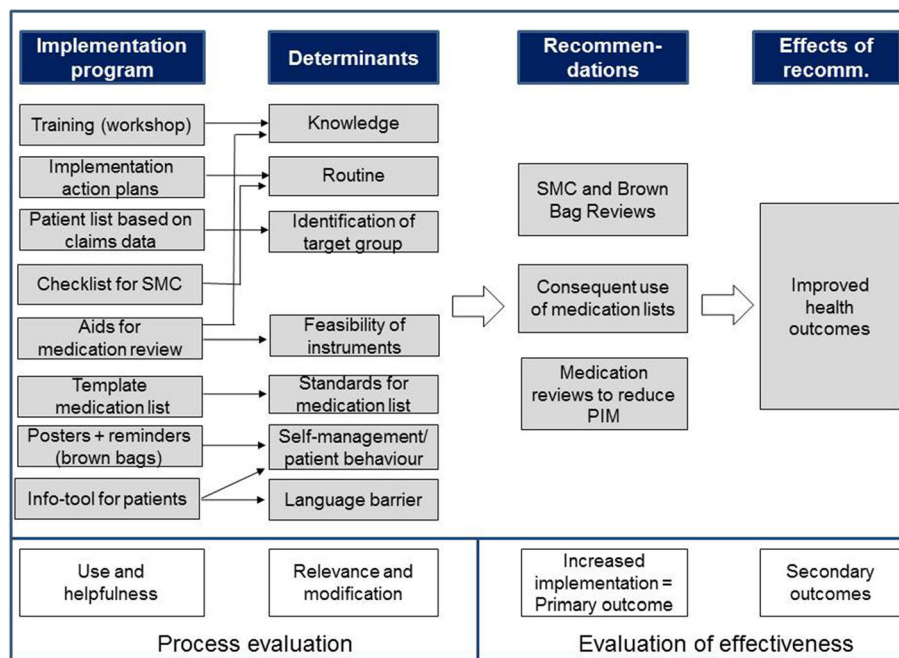 Implementation
program
Determinants
Recommen-
dations
Effects of
recomm.
Training (workshop)
Implementation
action plans
Patient list based on
claims data
Checklist for SMC
Aids for
medication review
Template
medication list
Posters + reminders
(brown bags)
Info-tool for patients
Knowledge
Routine
Identification of
target group
Feasibility of
instruments
Standards for
medication list
Self-management/
patient behaviour
Language barrier
SMC and Brown
Bag Reviews
Consequent use
of medication lists
Medication
reviews to reduce
PIM
Improved
health
outcomes
Use and
helpfulness
Relevance and
modification
Increased
implementation =
Primary outcome
Secondary
outcomes
Process evaluation
Evaluation of effectiveness